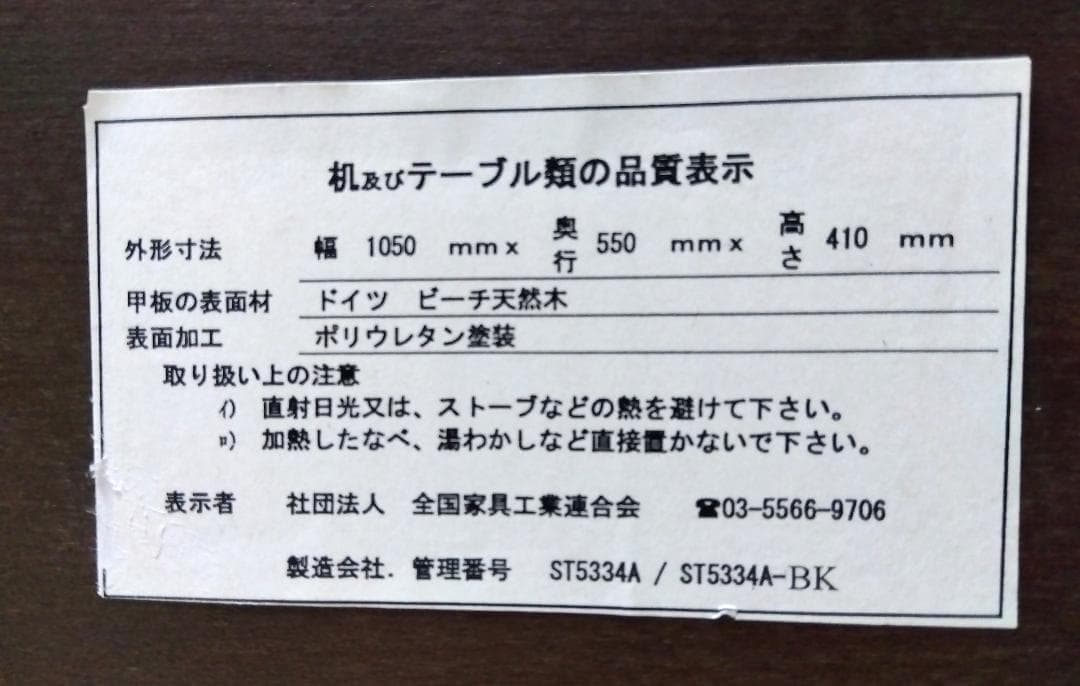 机及びテーブル類の品質表示
外形寸法 幅 1050 mmx 奥行 550 mmx 高さ 410 mm
甲板の表面材 ドイツ ビーチ天然木
表面加工 ポリウレタン塗装
取り扱い上の注意
ｲ) 直射日光又は、ストーブなどの熱を避けて下さい。
ﾛ) 加熱したなべ、湯わかしなど直接置かないで下さい。
表示者 社団法人 全国家具工業連合会 ☎03-5566-9706
製造会社. 管理番号 ST5334A / ST5334A-BK